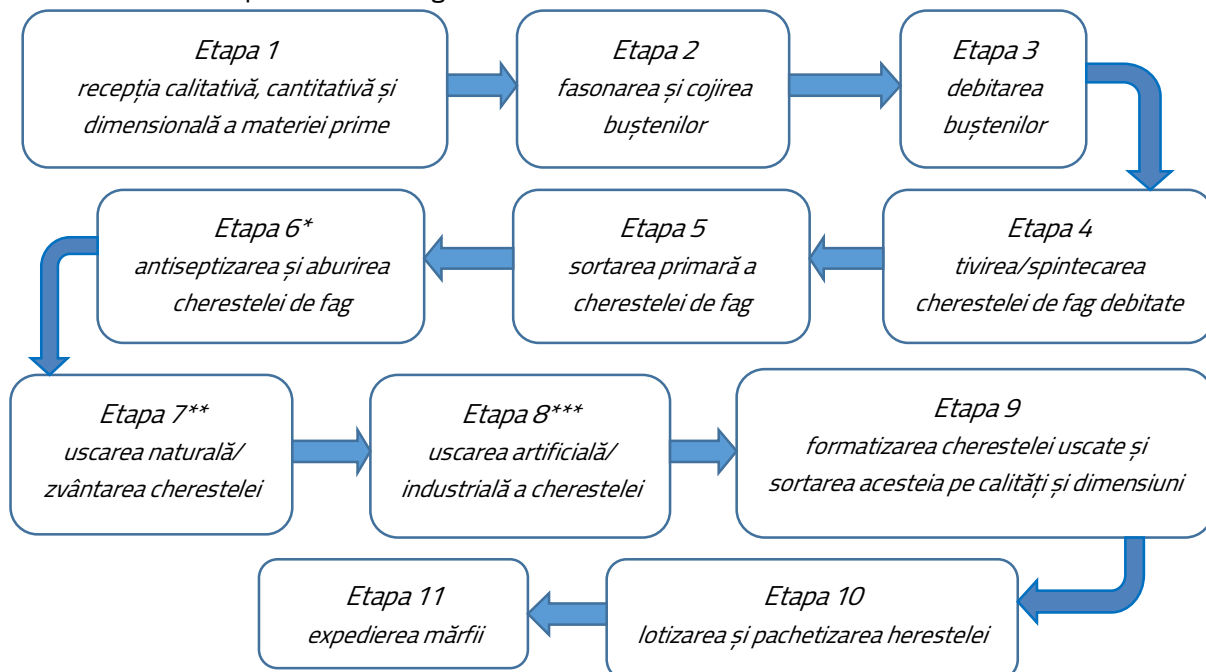 Etapa 1
recepția calitativă, cantitativă și
dimensională a materiei prime
Etapa 2
fasonarea și cojirea
buștenilor
Etapa 3
debitarea
buștenilor
Etapa 4
tivirea/spintecarea
cherestelei de fag debitate
Etapa 5
sortarea primară a
cherestelei de fag
Etapa 6*
antiseptizarea și aburirea
cherestelei de fag
Etapa 7**
uscarea naturală/
zvântarea cherestelei
Etapa 8***
uscarea artificială/
industrială a cherestelei
Etapa 9
formatizarea cherestelei uscate și
sortarea acesteia pe calități și dimensiuni
Etapa 10
lotizarea și pachetizarea herestelei
Etapa 11
expedierea mărfii